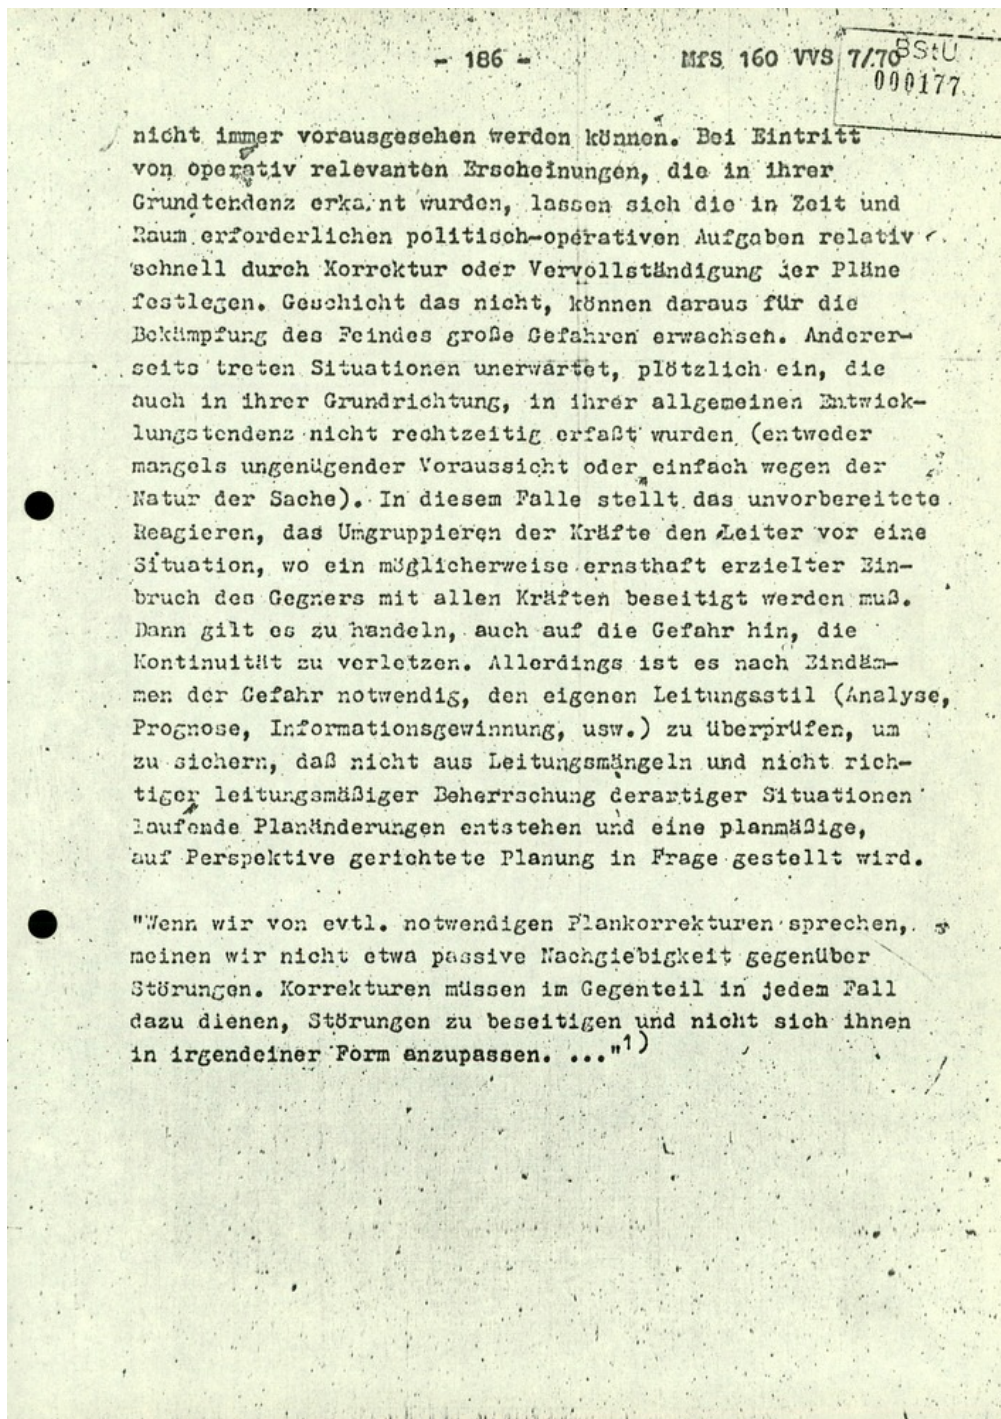 - 186 -
MfS 160 VVS 7/70
BStU
000177
nicht immer vorausgesehen werden können. Bei Eintritt
von operativ relevanten Erscheinungen, die in ihrer
Grundtendenz erkannt wurden, lassen sich die in Zeit und
Raum erforderlichen politisch-operativen Aufgaben relativ
schnell durch Korrektur oder Vervollständigung der Pläne
festlegen. Geschieht das nicht, können daraus für die
Bekämpfung des Feindes große Gefahren erwachsen. Anderer-
seits treten Situationen unerwartet, plötzlich ein, die
auch in ihrer Grundrichtung, in ihrer allgemeinen Entwick-
lungstendenz nicht rechtzeitig erfaßt wurden (entweder
mangels ungenügender Voraussicht oder einfach wegen der
Natur der Sache). In diesem Falle stellt das unvorbereitete
Reagieren, das Umgruppieren der Kräfte den Leiter vor eine
Situation, wo ein möglicherweise ernsthaft erzielter Ein-
bruch des Gegners mit allen Kräften beseitigt werden muß.
Dann gilt es zu handeln, auch auf die Gefahr hin, die
Kontinuität zu verletzen. Allerdings ist es nach Eindäm-
men der Gefahr notwendig, den eigenen Leitungsstil (Analyse,
Prognose, Informationsgewinnung, usw.) zu überprüfen, um
zu sichern, daß nicht aus Leitungsmängeln und nicht rich-
tiger leitungsmäßiger Beherrschung derartiger Situationen
laufende Planänderungen entstehen und eine planmäßige,
auf Perspektive gerichtete Planung in Frage gestellt wird.
"Wenn wir von evtl. notwendigen Plankorrekturen sprechen,
meinen wir nicht etwa passive Nachgiebigkeit gegenüber
Störungen. Korrekturen müssen im Gegenteil in jedem Fall
dazu dienen, Störungen zu beseitigen und nicht sich ihnen
in irgendeiner Form anzupassen. ..."1)